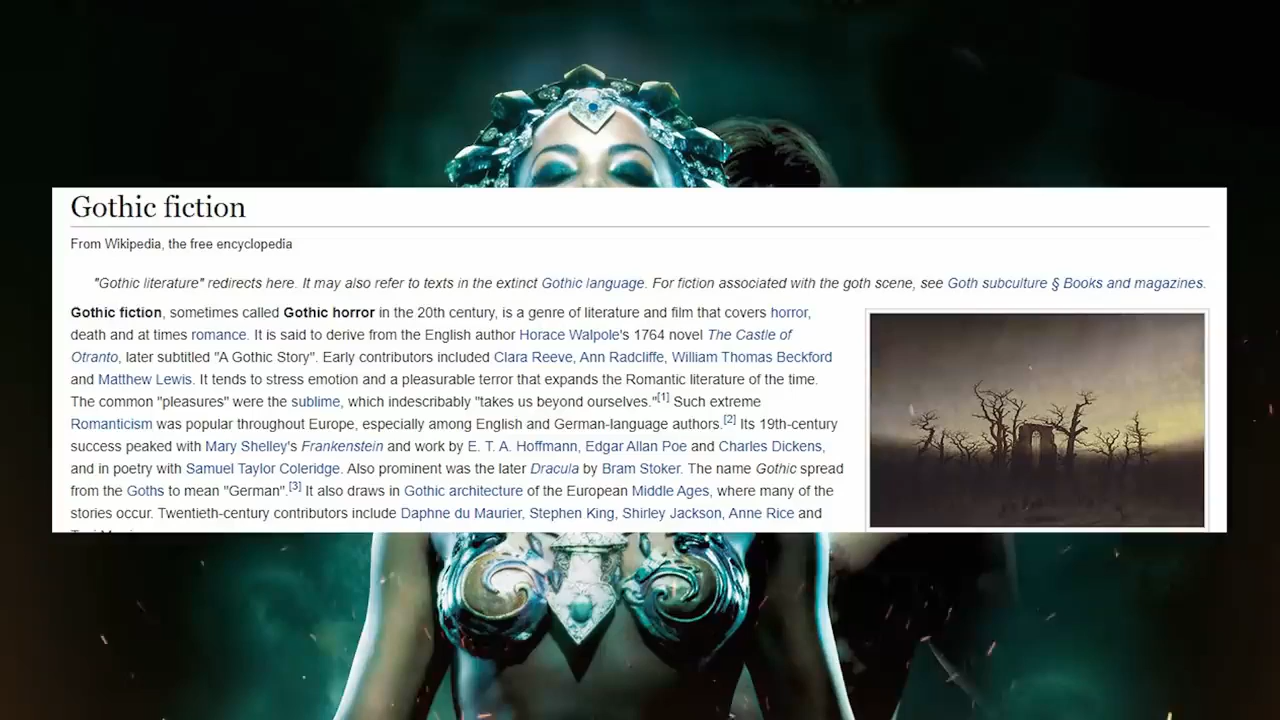 Gothic fiction
From Wikipedia, the free encyclopedia
"Gothic literature" redirects here. It may also refer to texts in the extinct Gothic language. For fiction associated with the goth scene, see Goth subculture § Books and magazines.
Gothic fiction, sometimes called Gothic horror in the 20th century, is a genre of literature and film that covers horror,
death and at times romance. It is said to derive from the English author Horace Walpole's 1764 novel The Castle of
Otranto, later subtitled "A Gothic Story". Early contributors included Clara Reeve, Ann Radcliffe, William Thomas Beckford
and Matthew Lewis. It tends to stress emotion and a pleasurable terror that expands the Romantic literature of the time.
The common "pleasures" were the sublime, which indescribably "takes us beyond ourselves."[1] Such extreme
Romanticism was popular throughout Europe, especially among English and German-language authors.[2] Its 19th-century
success peaked with Mary Shelley's Frankenstein and work by E. T. A. Hoffmann, Edgar Allan Poe and Charles Dickens,
and in poetry with Samuel Taylor Coleridge. Also prominent was the later Dracula by Bram Stoker. The name Gothic spread
from the Goths to mean "German".[3] It also draws in Gothic architecture of the European Middle Ages, where many of the
stories occur. Twentieth-century contributors include Daphne du Maurier, Stephen King, Shirley Jackson, Anne Rice and